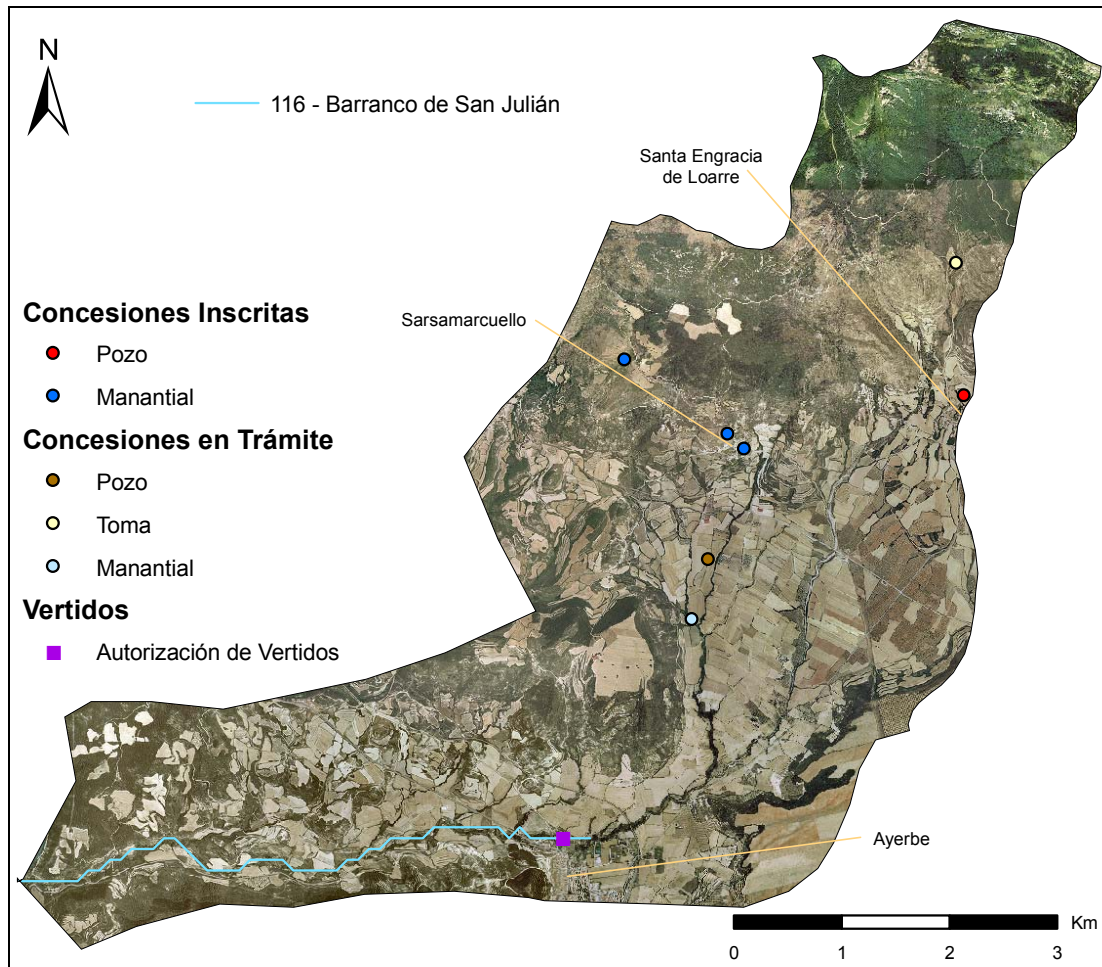 N
116 - Barranco de San Julián
Santa Engracia
de Loarre
Concesiones Inscritas
Sarsamarcuello
Pozo
Manantial
Concesiones en Trámite
Pozo
Toma
Manantial
Vertidos
Autorización de Vertidos
Ayerbe
Km
0 1 2 3